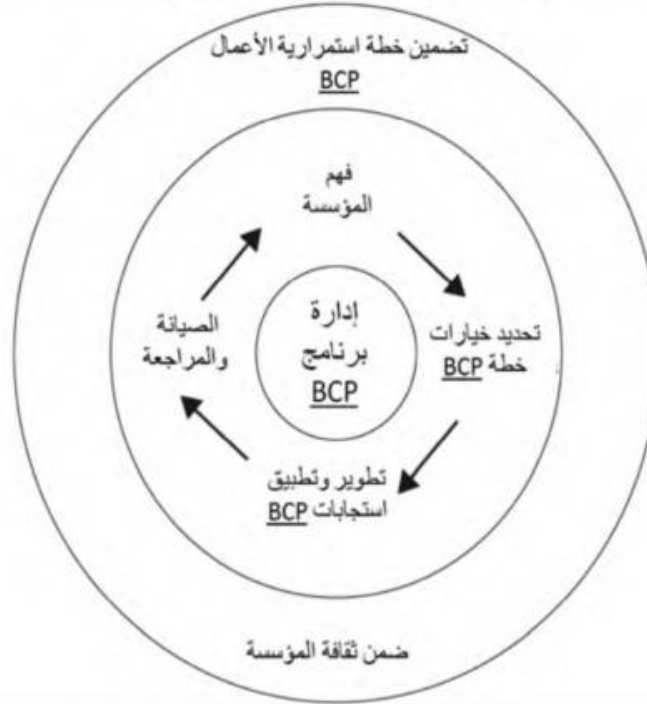 تضمين خطة استمرارية الأعمال
BCP
فهم
المؤسسة
تحديد خيارات
خطة BCP
تطوير وتطبيق
استجابات BCP
الصيانة
والمراجعة
إدارة
برنامج
BCP
ضمن ثقافة المؤسسة